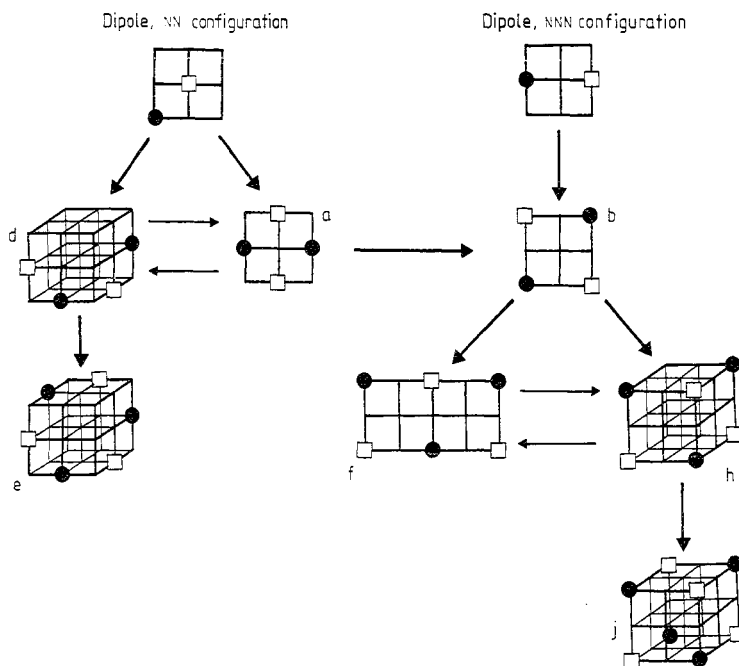 Dipole, NN configuration
Dipole, NNN configuration
d
a
b
e
f
h
j